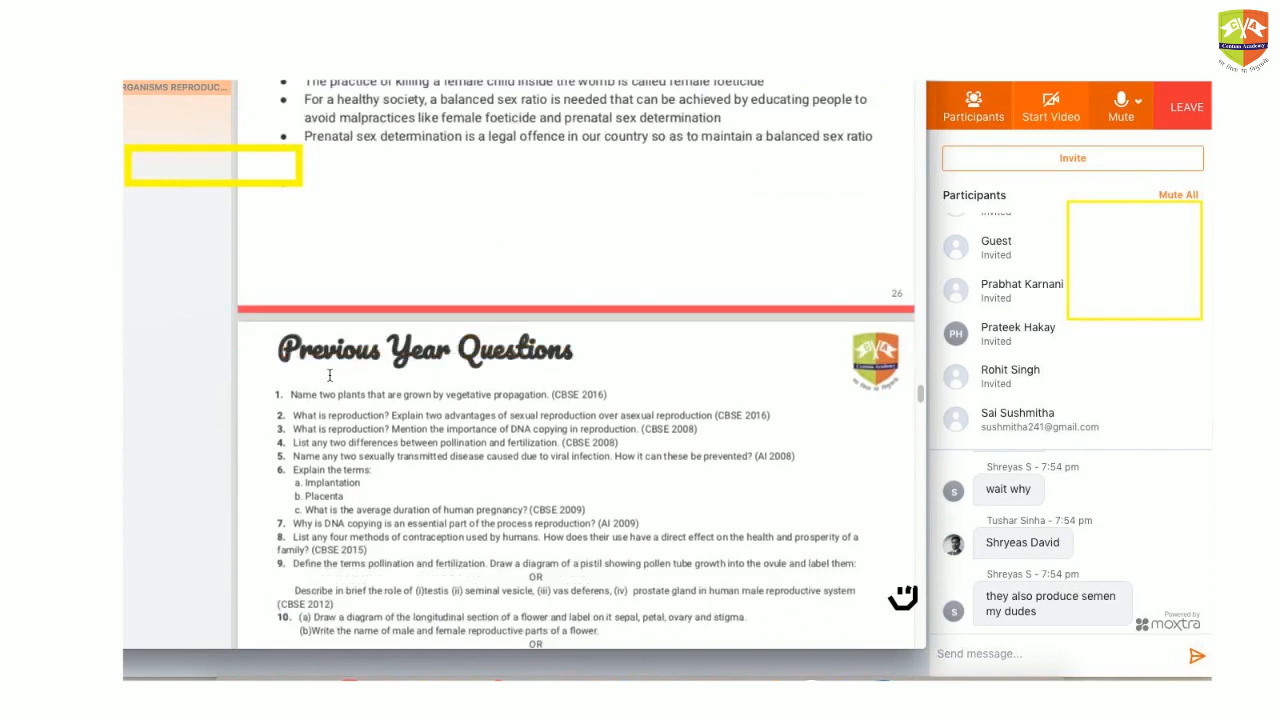 RGANISMS REPRODUC...
The practice of killing a female child inside the womb is called female foeticide
For a healthy society, a balanced sex ratio is needed that can be achieved by educating people to
avoid malpractices like female foeticide and prenatal sex determination
Prenatal sex determination is a legal offence in our country so as to maintain a balanced sex ratio
26
Previous Year Questions
1. Name two plants that are grown by vegetative propagation. (CBSE 2016)
2. What is reproduction? Explain two advantages of sexual reproduction over asexual reproduction (CBSE 2016)
3. What is reproduction? Mention the importance of DNA copying in reproduction. (CBSE 2008)
4. List any two differences between pollination and fertilization. (CBSE 2008)
5. Name any two sexually transmitted disease caused due to viral infection. How it can these be prevented? (AI 2008)
6. Explain the terms:
a. Implantation
b. Placenta
c. What is the average duration of human pregnancy? (CBSE 2009)
7. Why is DNA copying is an essential part of the process reproduction? (AI 2009)
8. List any four methods of contraception used by humans. How does their use have a direct effect on the health and prosperity of a
family? (CBSE 2015)
9. Define the terms pollination and fertilization. Draw a diagram of a pistil showing pollen tube growth into the ovule and label them:
OR
Describe in brief the role of (i)testis (ii) seminal vesicle, (iii) vas deferens, (iv) prostate gland in human male reproductive system
(CBSE 2012)
10. (a) Draw a diagram of the longitudinal section of a flower and label on it sepal, petal, ovary and stigma.
(b)Write the name of male and female reproductive parts of a flower.
OR
C A
Centum Academy
Participants
Start Video
Mute
LEAVE
Invite
Participants
Mute All
Invited
Guest
Invited
Prabhat Karnani
Invited
PH
Prateek Hakay
Invited
Rohit Singh
Invited
Sai Sushmitha
sushmitha241@gmail.com
Shreyas S - 7:54 pm
S
wait why
Tushar Sinha - 7:54 pm
Shryeas David
Shreyas S - 7:54 pm
S
they also produce semen
my dudes
Powered by
moxtra
Send message...